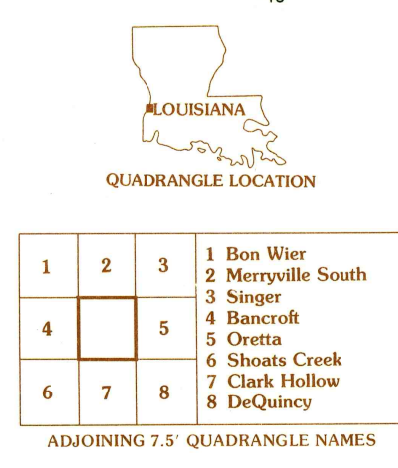 LOUISIANA
QUADRANGLE LOCATION
1 2 3
4 5
6 7 8
1 Bon Wier
2 Merryville South
3 Singer
4 Bancroft
5 Oretta
6 Shoats Creek
7 Clark Hollow
8 DeQuincy
ADJOINING 7.5′ QUADRANGLE NAMES